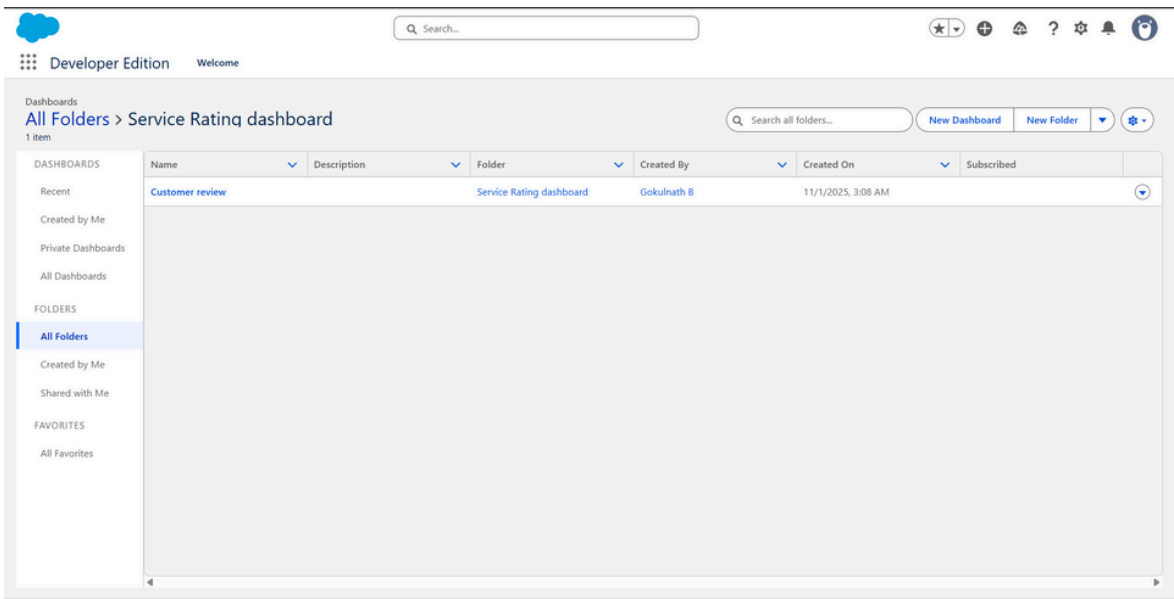 Search...
Developer Edition Welcome
Dashboards
All Folders > Service Rating dashboard
1 item
Search all folders...
New Dashboard
New Folder
DASHBOARDS
Recent
Created by Me
Private Dashboards
All Dashboards
FOLDERS
All Folders
Created by Me
Shared with Me
FAVORITES
All Favorites
Name Description Folder Created By Created On Subscribed
Customer review Service Rating dashboard Gokulnath B 11/1/2025, 3:08 AM